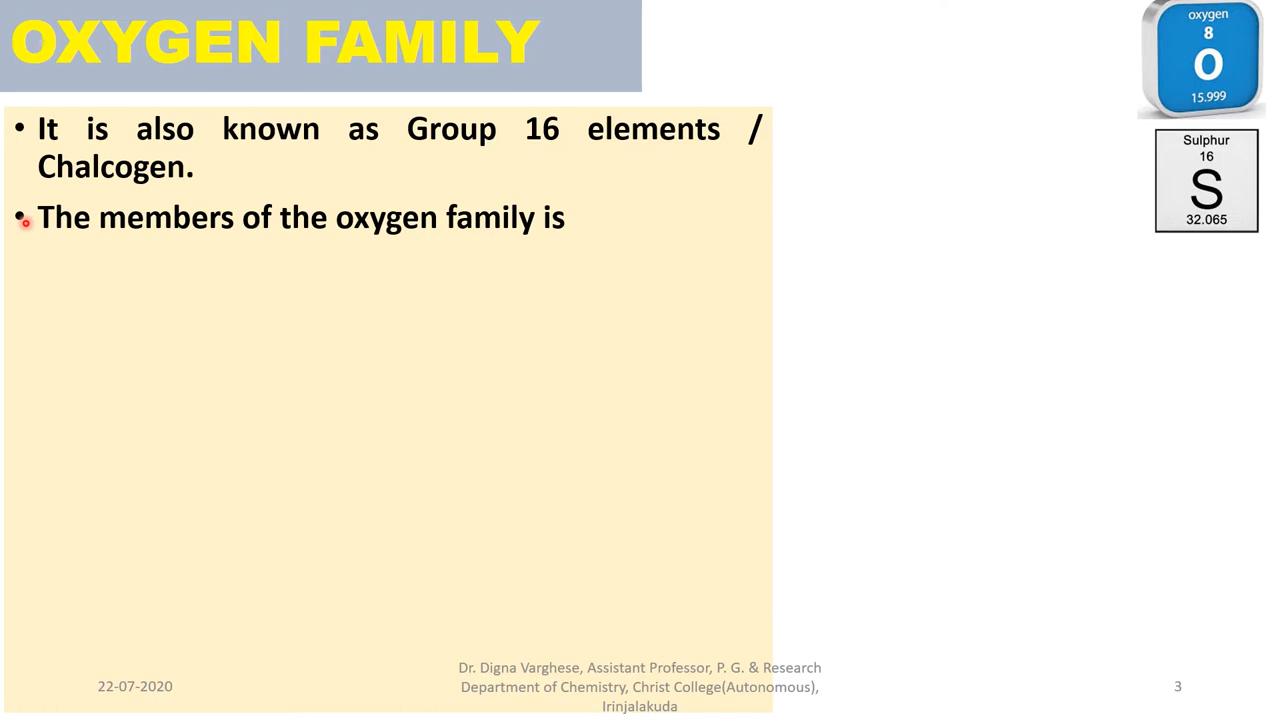 OXYGEN FAMILY
• It is also known as Group 16 elements /
Chalcogen.
• The members of the oxygen family is
oxygen
8
O
15.999
Sulphur
16
S
32.065
22-07-2020
Dr. Digna Varghese, Assistant Professor, P. G. & Research
Department of Chemistry, Christ College(Autonomous),
Irinjalakuda
3